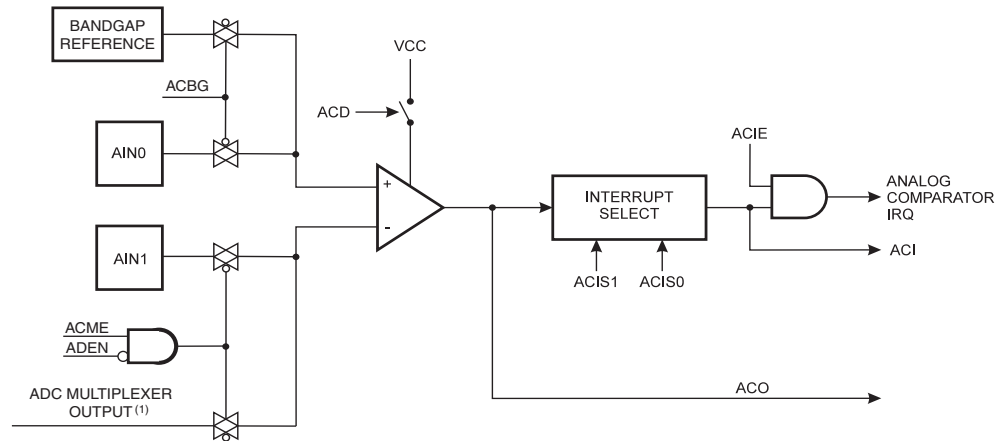 BANDGAP
REFERENCE
VCC
ACBG
ACD
AIN0
ACIE
+
-
INTERRUPT
SELECT
ANALOG
COMPARATOR
IRQ
ACI
AIN1
ACIS1
ACIS0
ACME
ADEN
ADC MULTIPLEXER
OUTPUT (1)
ACO